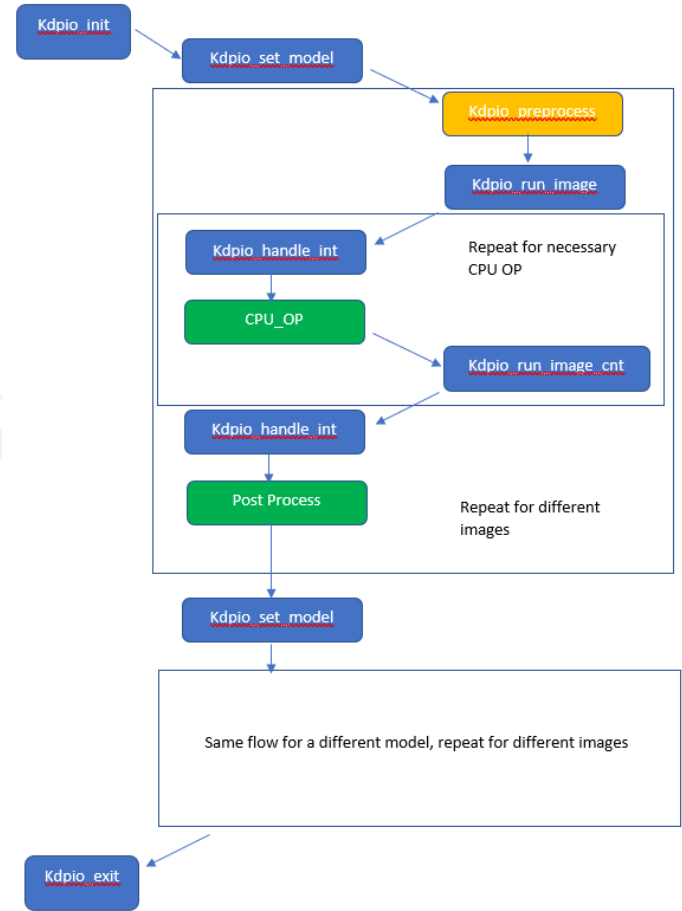 Kdpio_init
Kdpio_set_model
Kdpio_preprocess
Kdpio_run_image
Kdpio_handle_int
Repeat for necessary
CPU OP
CPU_OP
Kdpio_run_image_cnt
Kdpio_handle_int
Post Process
Repeat for different
images
Kdpio_set_model
Same flow for a different model, repeat for different images
Kdpio_exit